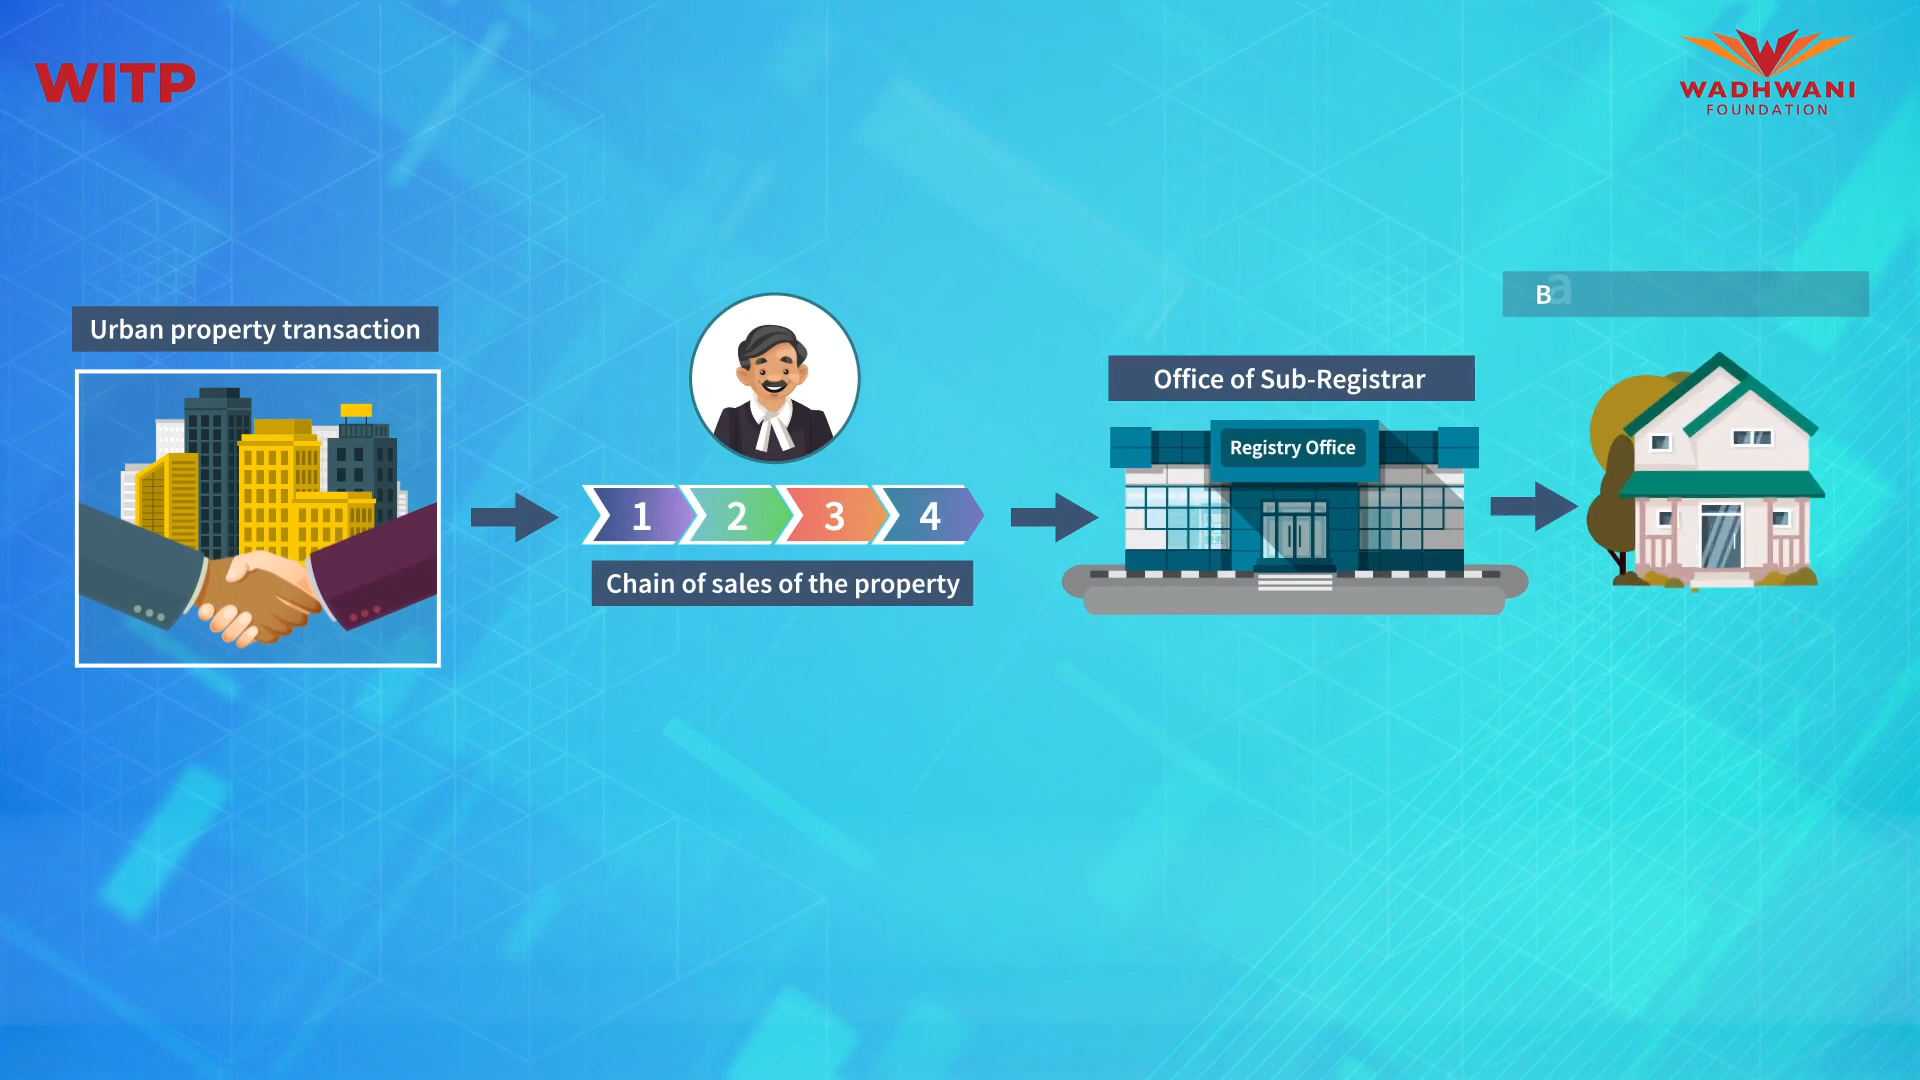 WITP
WADHWANI
FOUNDATION
Urban property transaction
1 2 3 4
Chain of sales of the property
Office of Sub-Registrar
Registry Office
Ba